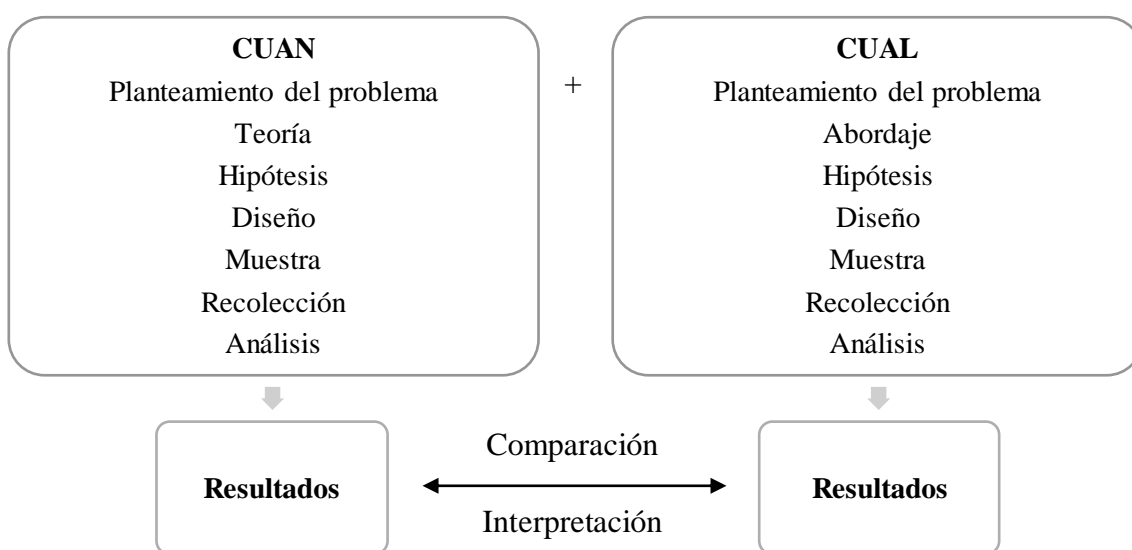 CUAN
Planteamiento del problema
Teoría
Hipótesis
Diseño
Muestra
Recolección
Análisis
+
CUAL
Planteamiento del problema
Abordaje
Hipótesis
Diseño
Muestra
Recolección
Análisis
Resultados
Comparación
Interpretación
Resultados